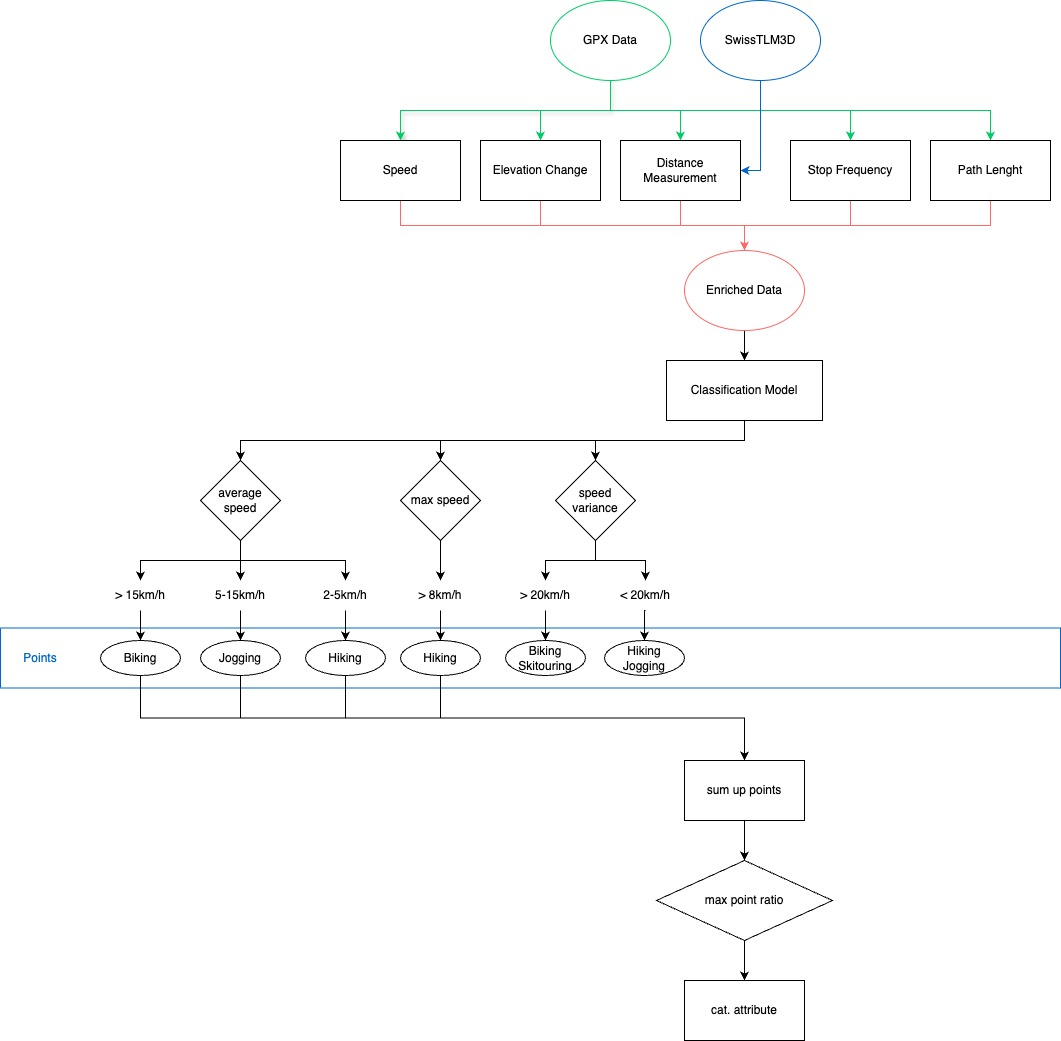 GPX Data
SwissTLM3D
Speed
Elevation Change
Distance
Measurement
Stop Frequency
Path Lenght
Enriched Data
Classification Model
average
speed
max speed
speed
variance
> 15km/h
5-15km/h
2-5km/h
> 8km/h
> 20km/h
< 20km/h
Points
Biking
Jogging
Hiking
Hiking
Biking
Skitouring
Hiking
Jogging
sum up points
max point ratio
cat. attribute